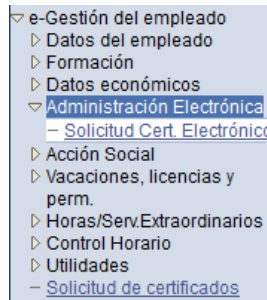 e-Gestión del empleado
Datos del empleado
Formación
Datos económicos
Administración Electrónica
– Solicitud Cert. Electrónico
Acción Social
Vacaciones, licencias y
perm.
Horas/Serv.Extraordinarios
Control Horario
Utilidades
– Solicitud de certificados